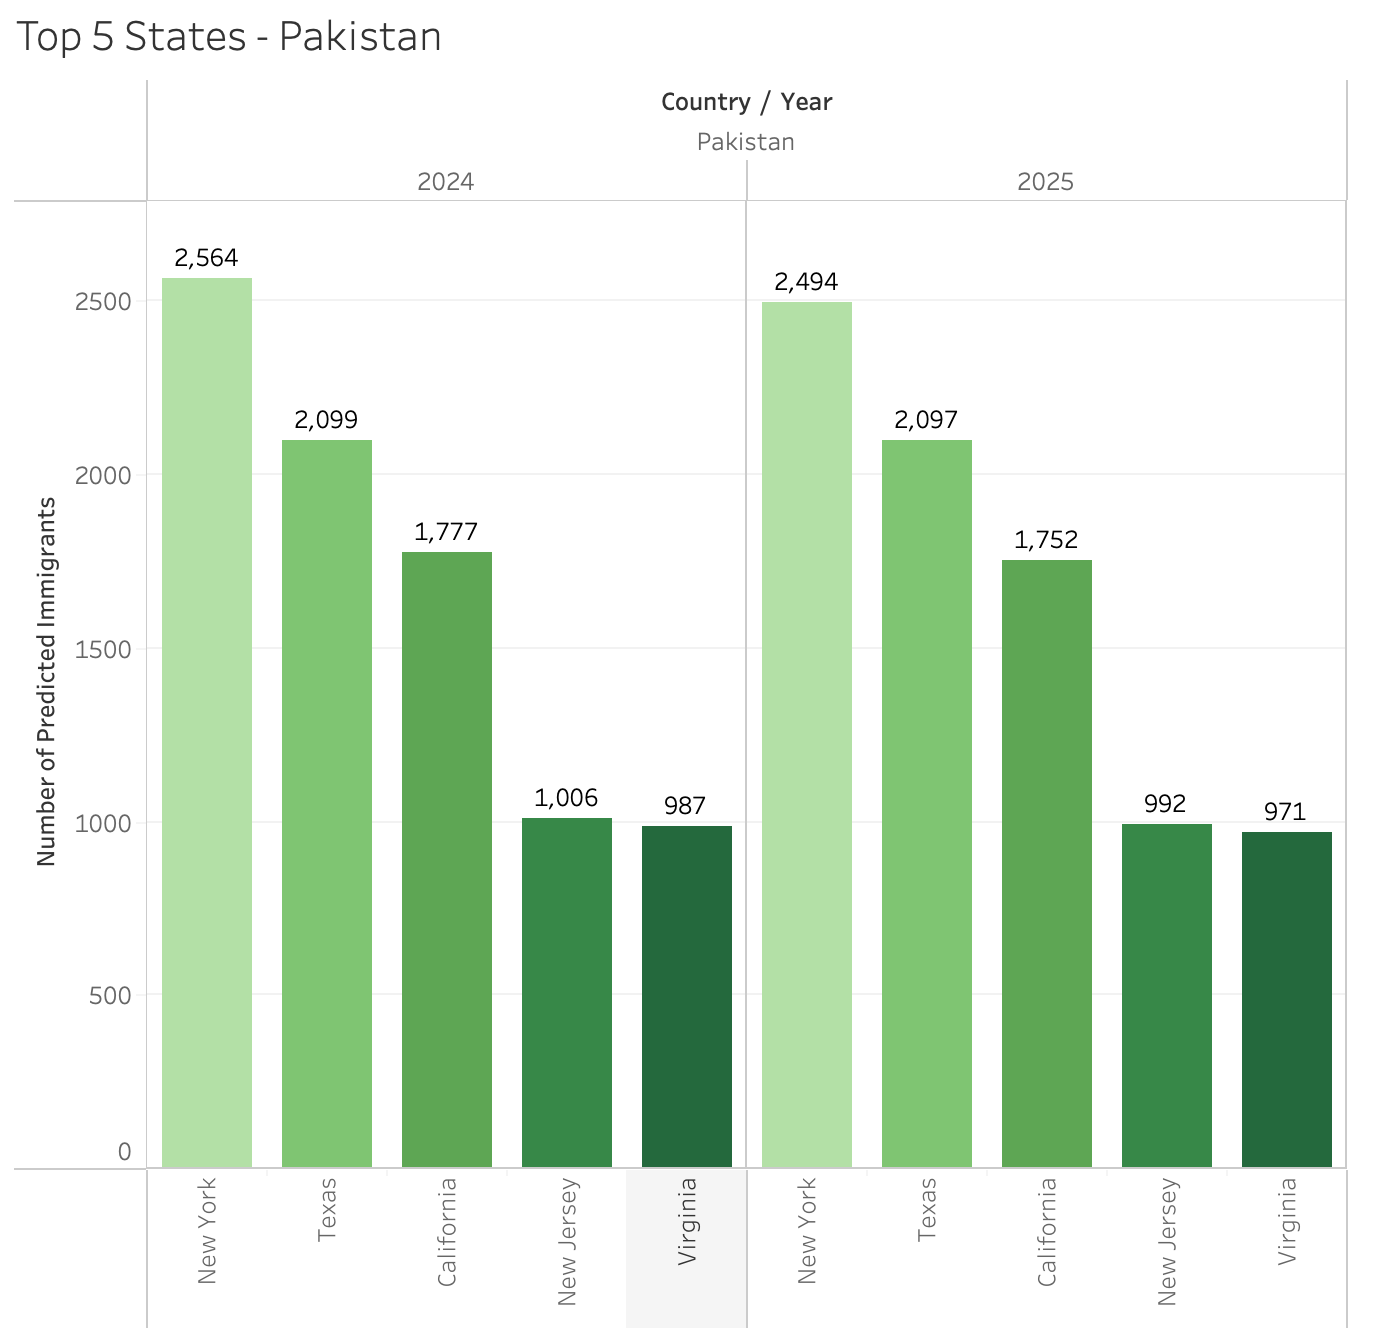 Top 5 States - Pakistan
Country / Year
Pakistan
2024
2025
Number of Predicted Immigrants
2500
2000
1500
1000
500
0
2,564
2,099
1,777
1,006
987
2,494
2,097
1,752
992
971
New York
Texas
California
New Jersey
Virginia
New York
Texas
California
New Jersey
Virginia